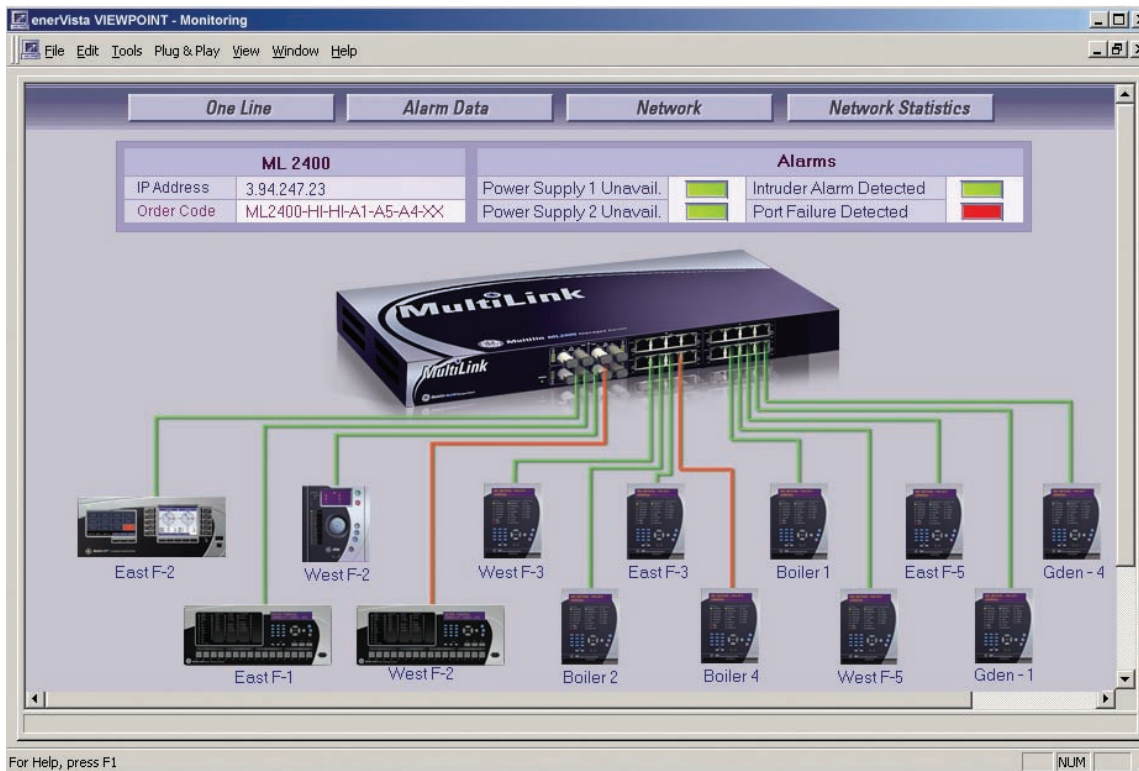 enerVista VIEWPOINT - Monitoring
File Edit Tools Plug & Play View Window Help
One Line Alarm Data Network Network Statistics
ML 2400 Alarms
IP Address 3.94.247.23 Power Supply 1 Unavail. Intruder Alarm Detected
Order Code ML2400-HI-HI-A1-A5-A4-XX Power Supply 2 Unavail. Port Failure Detected
MultiLink
Multilin ML2400 Managed Switch
MultiLink
East F-2 West F-2 West F-3 East F-3 Boiler 1 East F-5 Gden - 4
East F-1 West F-2 Boiler 2 Boiler 4 West F-5 Gden - 1
For Help, press F1 NUM